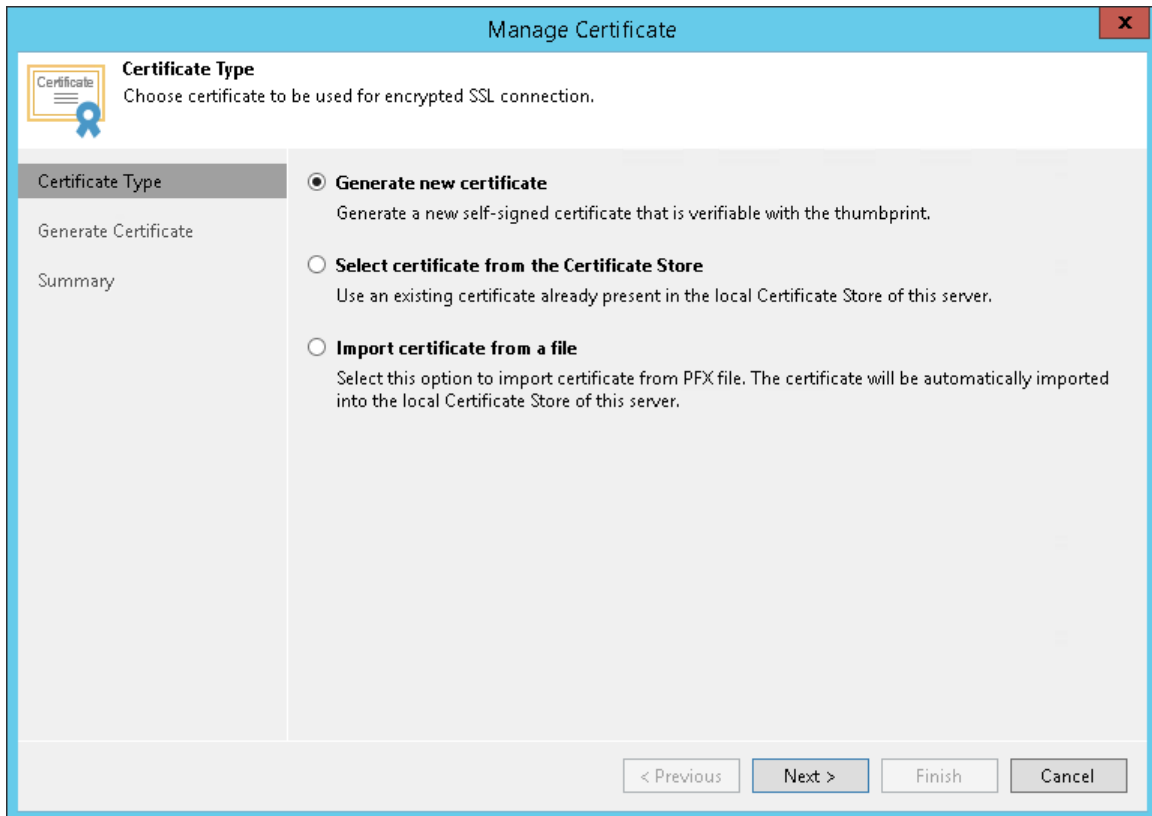 Manage Certificate
x
Certificate
Certificate Type
Choose certificate to be used for encrypted SSL connection.
Certificate Type
Generate Certificate
Summary
Generate new certificate
Generate a new self-signed certificate that is verifiable with the thumbprint.
Select certificate from the Certificate Store
Use an existing certificate already present in the local Certificate Store of this server.
Import certificate from a file
Select this option to import certificate from PFX file. The certificate will be automatically imported
into the local Certificate Store of this server.
< Previous
Next >
Finish
Cancel